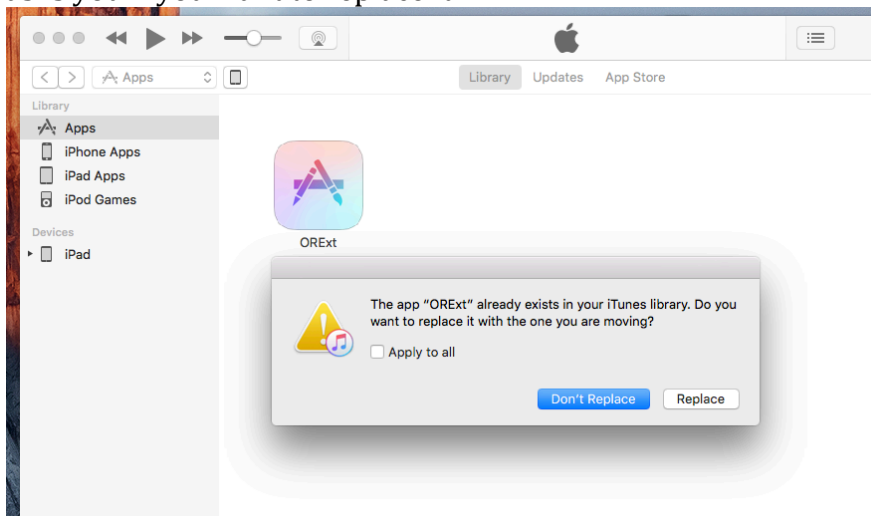 Apps
Library Updates App Store
Library
Apps
iPhone Apps
iPad Apps
iPod Games
Devices
iPad
ORExt
The app "ORExt" already exists in your iTunes library. Do you
want to replace it with the one you are moving?
Apply to all
Don't Replace Replace